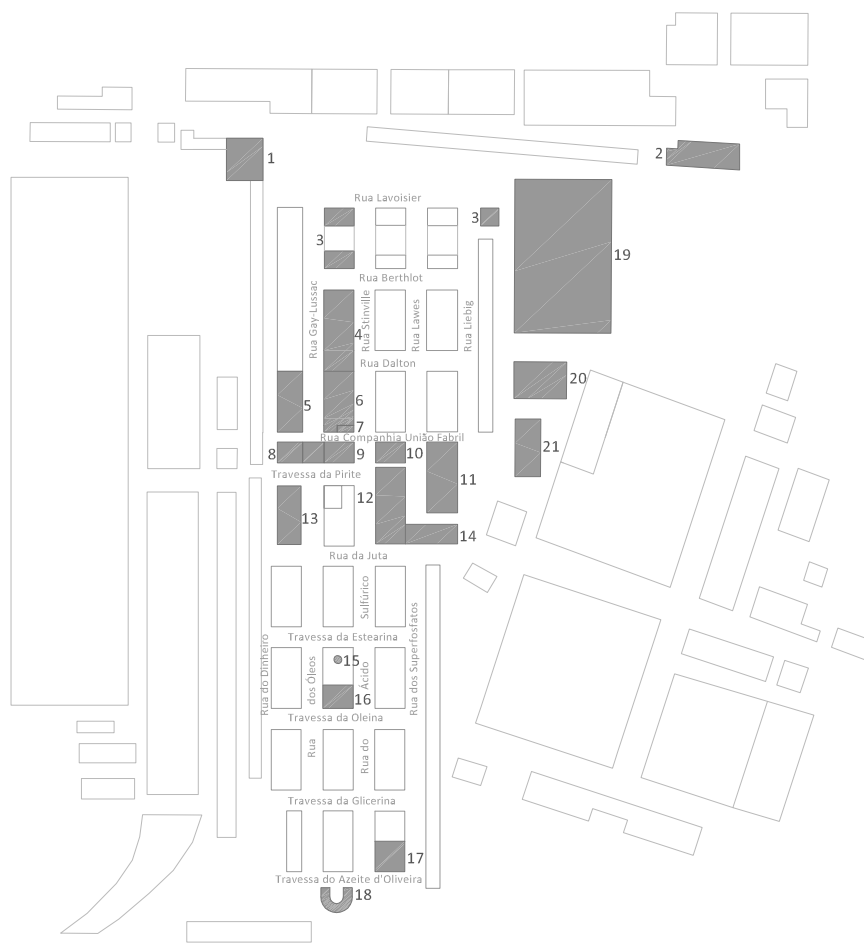 1
2
Rua Lavoisier
3
3
19
Rua Berthlot
Rua Gay-Lussac
Rua Stinville
Rua Lawes
Rua Liebig
4
Rua Dalton
20
5
6
7
Rua Companhia União Fabril
8
9
10
21
Travessa da Pirite
11
12
13
14
Rua da Juta
Sulfúrico
Travessa da Estearina
Rua do Dinheiro
dos Óleos
15
Ácido
Rua dos Superfosfatos
16
Travessa da Oleina
Rua
Rua do
Travessa da Glicerina
17
Travessa do Azeite d'Oliveira
18